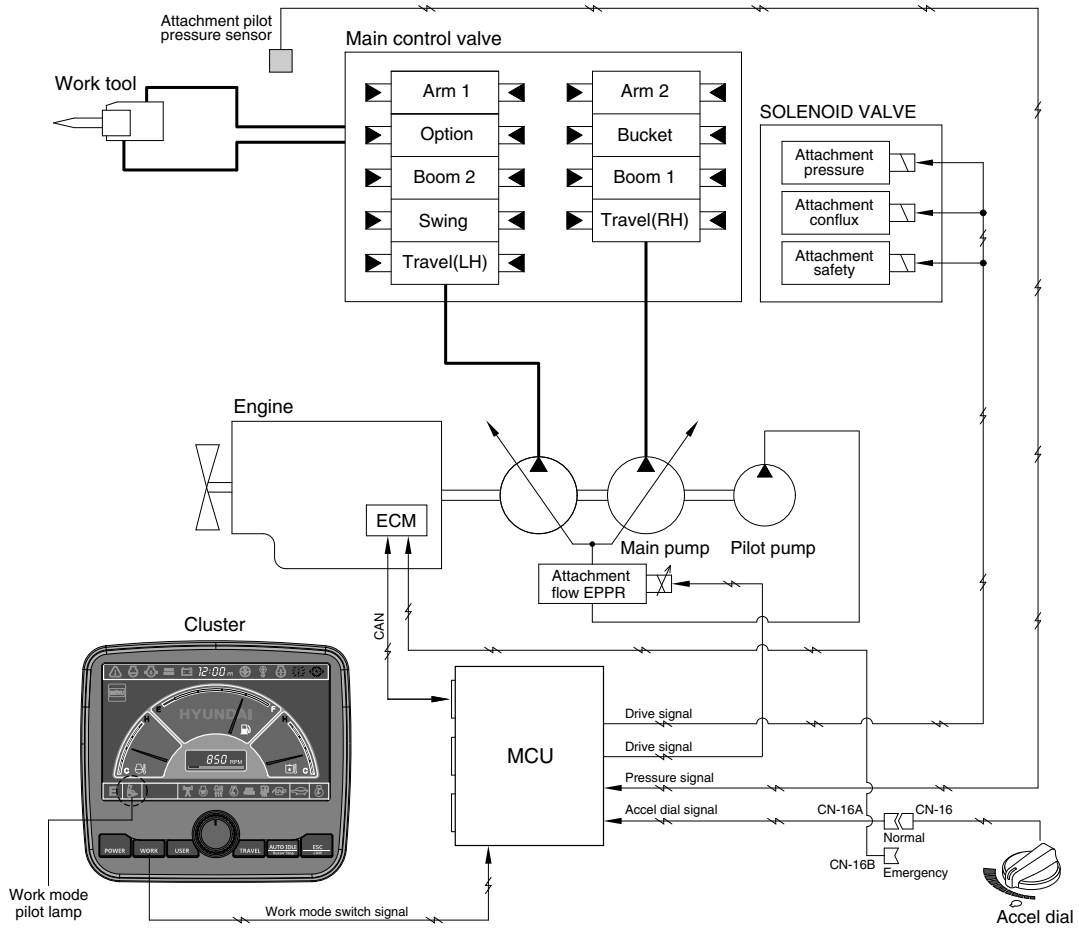 Attachment pilot
pressure sensor
Main control valve
Work tool
Arm 1
Arm 2
SOLENOID VALVE
Option
Bucket
Attachment
pressure
Boom 2
Boom 1
Attachment
conflux
Swing
Travel(RH)
Attachment
safety
Travel(LH)
Engine
ECM
Main pump
Pilot pump
Attachment
flow EPPR
CAN
Cluster
12:00 m
MENU
E
F
H
H
HYUNDAI
850 RPM
C
C
E
MCU
Drive signal
Drive signal
Pressure signal
Accel dial signal
CN-16A
CN-16
Normal
CN-16B
Emergency
POWER
WORK
USER
TRAVEL
AUTO IDLE
Buzzer Stop
ESC
CAM
Work mode
pilot lamp
Work mode switch signal
Accel dial